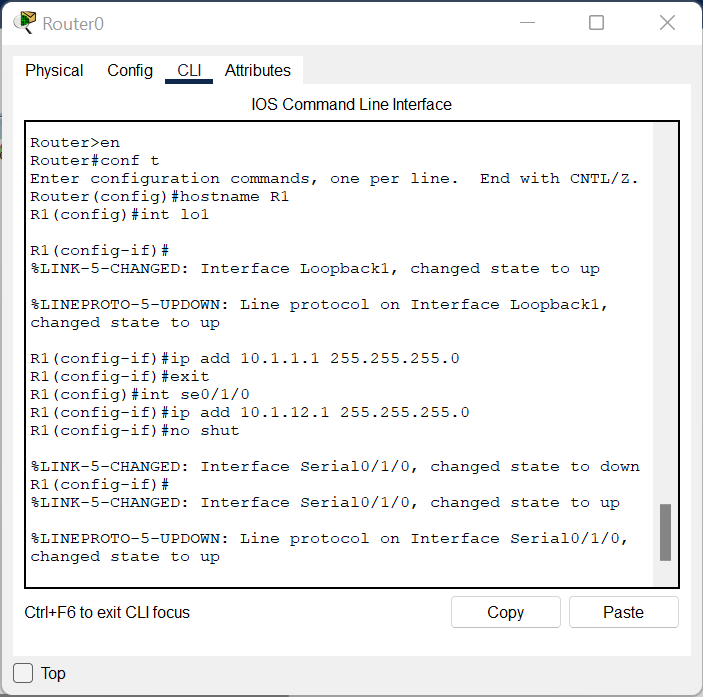 Router0
Physical Config CLI Attributes
IOS Command Line Interface
Router>en
Router#conf t
Enter configuration commands, one per line.  End with CNTL/Z.
Router(config)#hostname R1
R1(config)#int lo1
R1(config-if)#
%LINK-5-CHANGED: Interface Loopback1, changed state to up
%LINEPROTO-5-UPDOWN: Line protocol on Interface Loopback1,
changed state to up
R1(config-if)#ip add 10.1.1.1 255.255.255.0
R1(config-if)#exit
R1(config)#int se0/1/0
R1(config-if)#ip add 10.1.12.1 255.255.255.0
R1(config-if)#no shut
%LINK-5-CHANGED: Interface Serial0/1/0, changed state to down
R1(config-if)#
%LINK-5-CHANGED: Interface Serial0/1/0, changed state to up
%LINEPROTO-5-UPDOWN: Line protocol on Interface Serial0/1/0,
changed state to up
Ctrl+F6 to exit CLI focus
Copy
Paste
Top